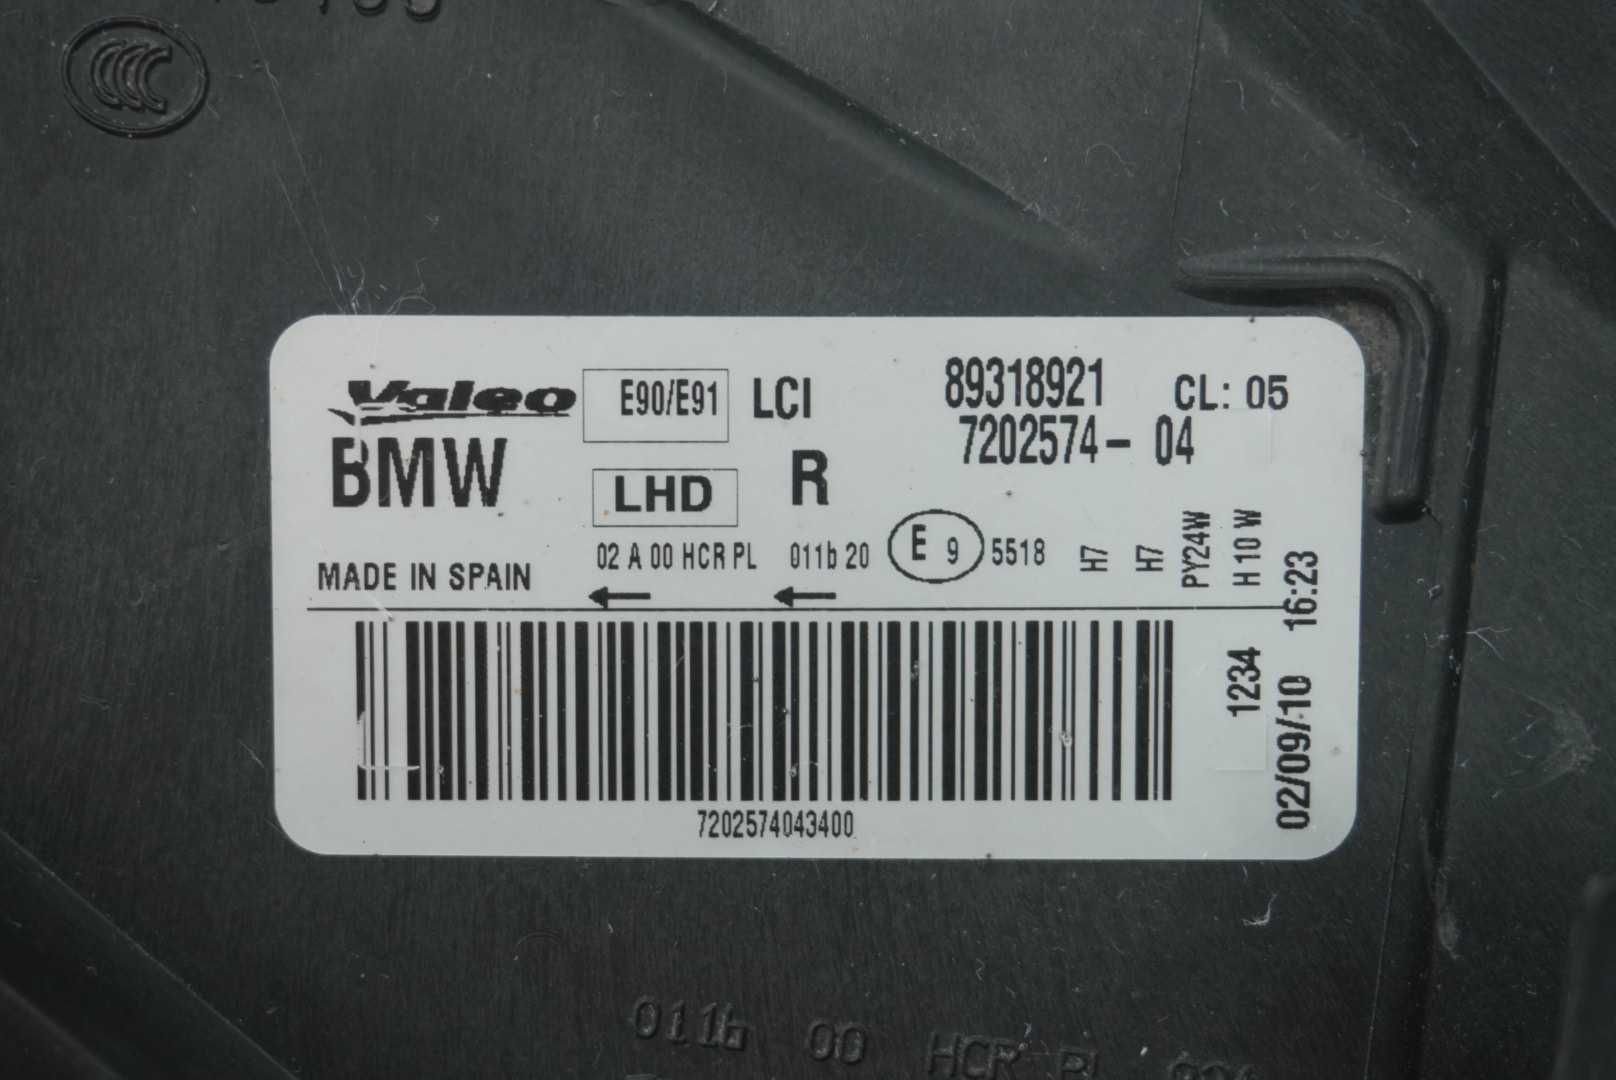 CCC
Valeo E90/E91 LCI 89318921 CL: 05
BMW LHD R 7202574- 04
MADE IN SPAIN 02 A 00 HCR PL 011b 20 E 9 5518 H7 H7 PY24W H 10 W
1234
02/09/10 16:23
7202574043400
011b 00 HCR PL